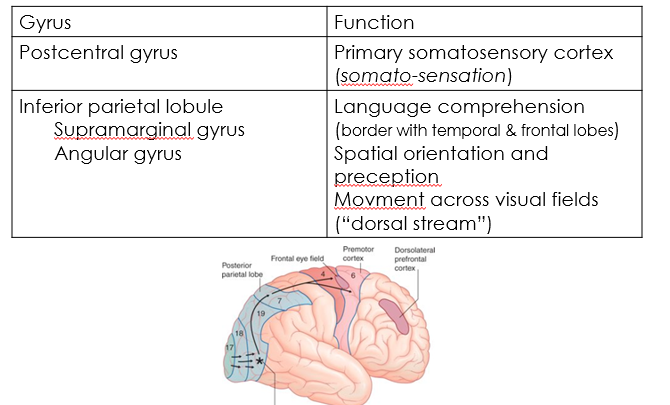 Gyrus
Function
Postcentral gyrus
Primary somatosensory cortex
(somato-sensation)
Inferior parietal lobule
Supramarginal gyrus
Angular gyrus
Language comprehension
(border with temporal & frontal lobes)
Spatial orientation and
preception
Movment across visual fields
("dorsal stream")
Posterior
parietal lobe
Frontal eye field
Premotor
cortex
Dorsolateral
prefrontal
cortex
4
6
7
19
18
17
*